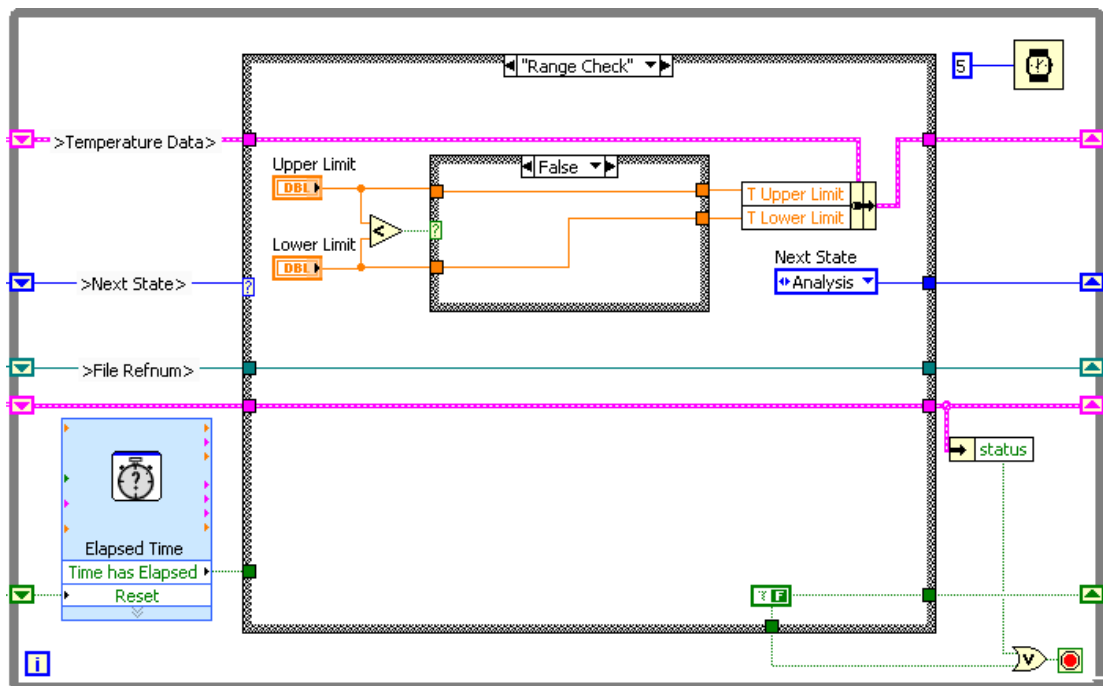 "Range Check"
5
>Temperature Data>
Upper Limit
DBL
False
T Upper Limit
T Lower Limit
<
?
Lower Limit
DBL
Next State
Analysis
>Next State>
?
>File Refnum>
status
?
Elapsed Time
Time has Elapsed
Reset
F
i
V